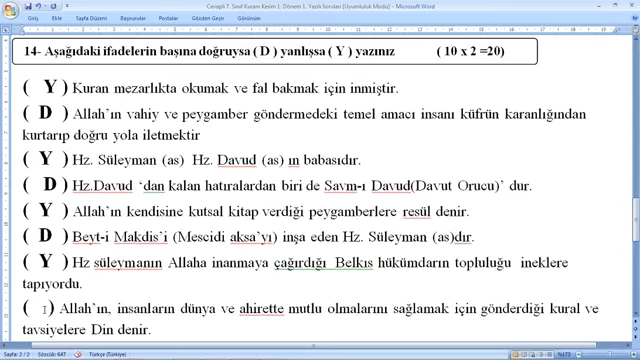 Cevaplı 7. Sınıf Kuranı Kerim 1. Dönem 1. Yazılı Soruları [Uyumluluk Modu] - Microsoft Word
Giriş Ekle Sayfa Düzeni Başvurular Postalar Gözden Geçir Görünüm
14- Aşağıdaki ifadelerin başına doğruysa ( D ) yanlışsa ( Y ) yazınız ( 10 x 2 =20)
( Y ) Kuran mezarlıkta okumak ve fal bakmak için inmiştir.
( D ) Allah’ın vahiy ve peygamber göndermedeki temel amacı insanı küfrün karanlığından
kurtarıp doğru yola iletmektir
( Y ) Hz. Süleyman (as) Hz. Davud (as) ın babasıdır.
( D ) Hz.Davud ‘dan kalan hatıralardan biri de Savm-ı Davud(Davut Orucu)’ dur.
( Y ) Allah’ın kendisine kutsal kitap verdiği peygamberlere resül denir.
( D ) Beyt-i Makdis’i (Mescidi aksa’yı) inşa eden Hz. Süleyman (as)dır.
( Y ) Hz süleymanın Allaha inanmaya çağırdığı Belkıs hükümdarın topluluğu ineklere
tapıyordu.
( ) Allah’ın, insanların dünya ve ahirette mutlu olmalarını sağlamak için gönderdiği kural ve
tavsiyelere Din denir.
Sayfa: 2 / 2 Sözcük: 647 Türkçe (Türkiye) %173